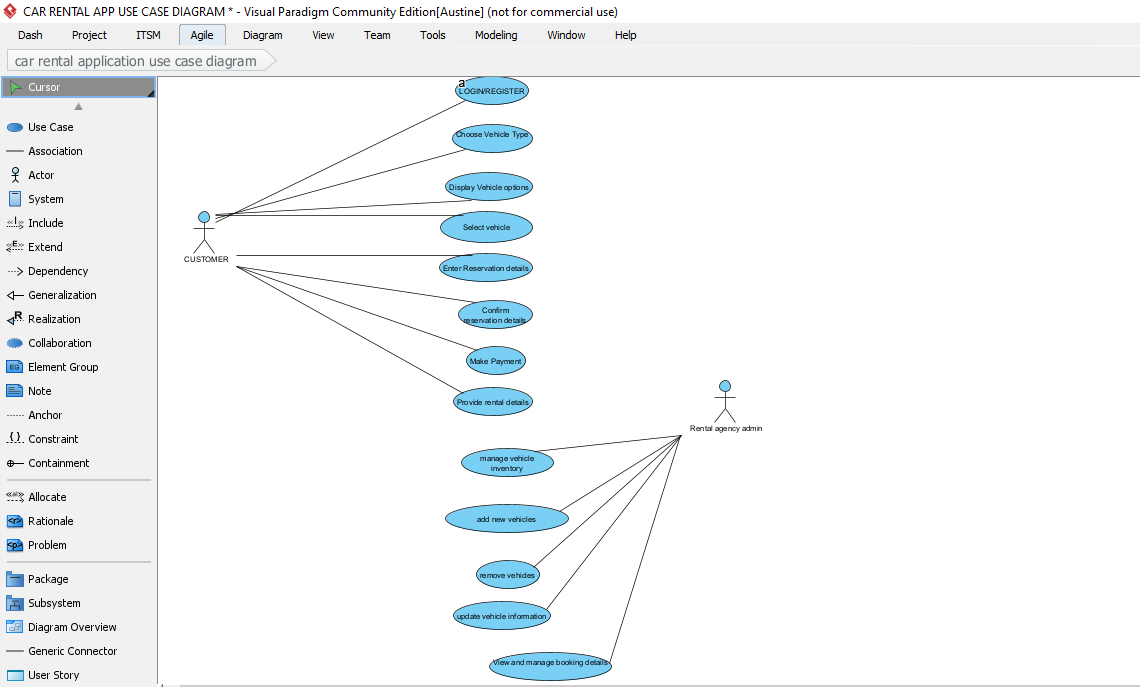 CAR RENTAL APP USE CASE DIAGRAM * - Visual Paradigm Community Edition[Austine] (not for commercial use)
Dash Project ITSM Agile Diagram View Team Tools Modeling Window Help
car rental application use case diagram
Cursor
Use Case
Association
Actor
System
Include
Extend
Dependency
Generalization
Realization
Collaboration
Element Group
Note
Anchor
Constraint
Containment
Allocate
Rationale
Problem
Package
Subsystem
Diagram Overview
Generic Connector
User Story
a
LOGIN/REGISTER
Choose Vehicle Type
Display Vehicle options
Select vehicle
CUSTOMER
Enter Reservation details
Confirm
reservation details
Make Payment
Provide rental details
Rental agency admin
manage vehicle
inventory
add new vehicles
remove vehicles
update vehicle information
View and manage booking details